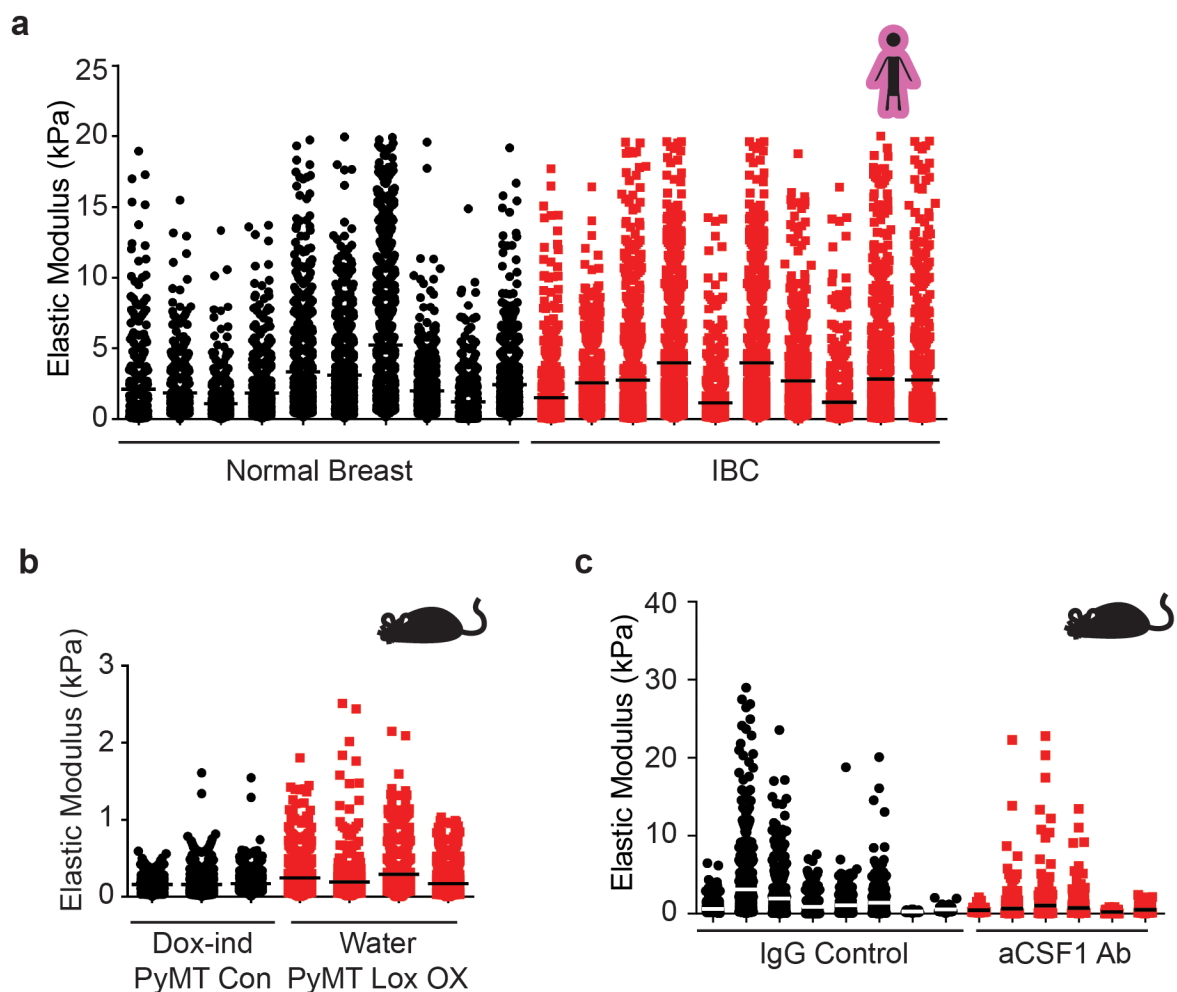 a
Elastic Modulus (kPa)
25
20
15
10
5
0
Normal Breast
IBC
b
Elastic Modulus (kPa)
3
2
1
0
Dox-ind
PyMT Con
Water
PyMT Lox OX
c
Elastic Modulus (kPa)
40
30
20
10
0
IgG Control
aCSF1 Ab